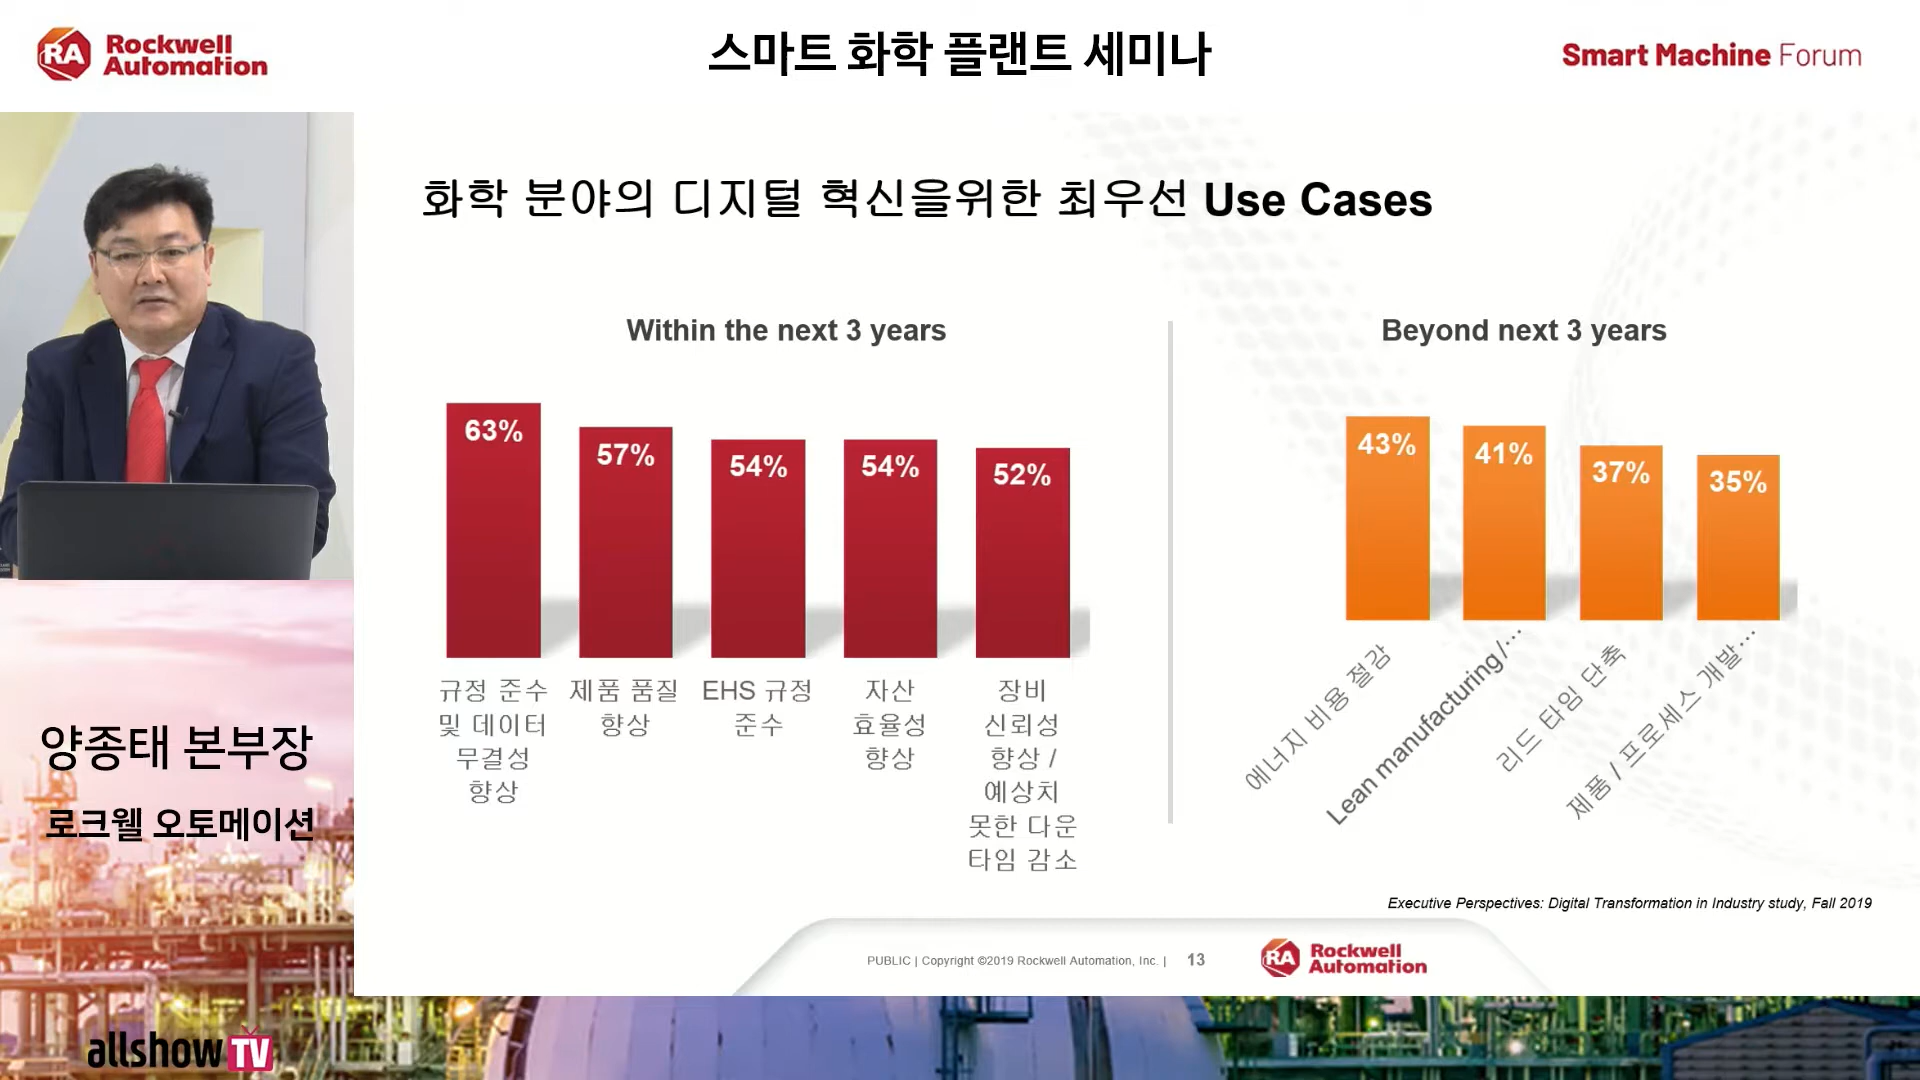 RA Rockwell
Automation
스마트 화학 플랜트 세미나
Smart Machine Forum
화학 분야의 디지털 혁신을위한 최우선 Use Cases
Within the next 3 years
63%
57%
54%
54%
52%
규정 준수
및 데이터
무결성
향상
제품 품질
향상
EHS 규정
준수
자산
효율성
향상
장비
신뢰성
향상 /
예상치
못한 다운
타임 감소
Beyond next 3 years
43%
41%
37%
35%
에너지 비용 절감
Lean manufacturing/…
리드 타임 단축
제품 / 프로세스 개발…
Executive Perspectives: Digital Transformation in Industry study, Fall 2019
PUBLIC | Copyright ©2019 Rockwell Automation, Inc. | 13
RA Rockwell
Automation
양종태 본부장
로크웰 오토메이션
allshow TV